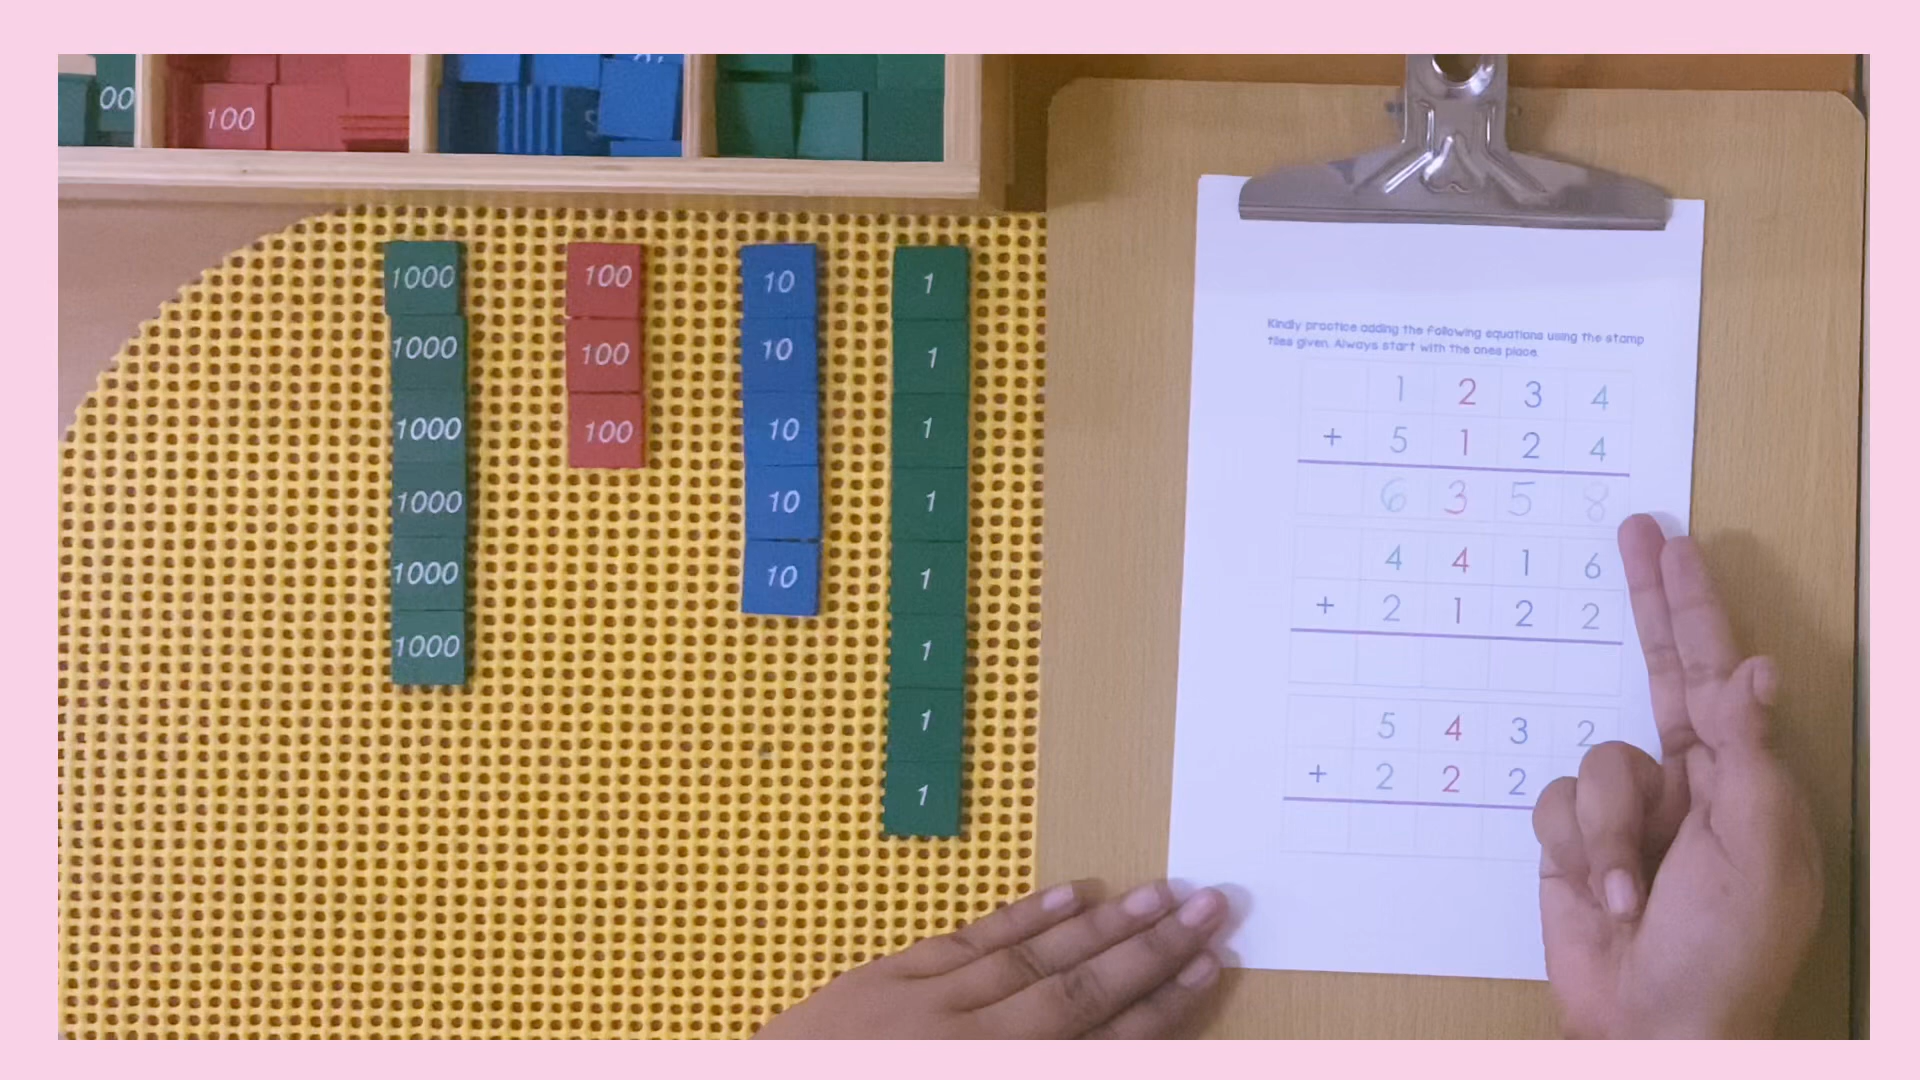 00
100
1000 100 10 1
1000 100 10 1
1000 100 10 1
1000 10 1
1000 10 1
1000 1
1
1
Kindly practice adding the following equations using the stamp
tiles given. Always start with the ones place.
1 2 3 4
+ 5 1 2 4
6 3 5 8
4 4 1 6
+ 2 1 2 2
5 4 3 2
+ 2 2 2